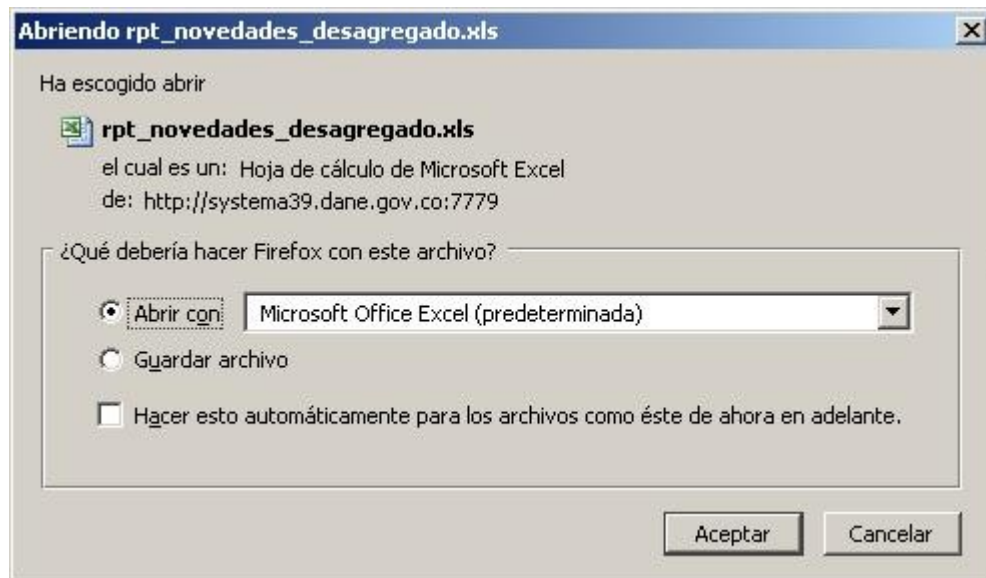 Abriendo rpt_novedades_desagregado.xls
Ha escogido abrir
rpt_novedades_desagregado.xls
el cual es un: Hoja de cálculo de Microsoft Excel
de: http://systema39.dane.gov.co:7779
¿Qué debería hacer Firefox con este archivo?
Abrir con Microsoft Office Excel (predeterminada)
Guardar archivo
Hacer esto automáticamente para los archivos como éste de ahora en adelante.
Aceptar Cancelar